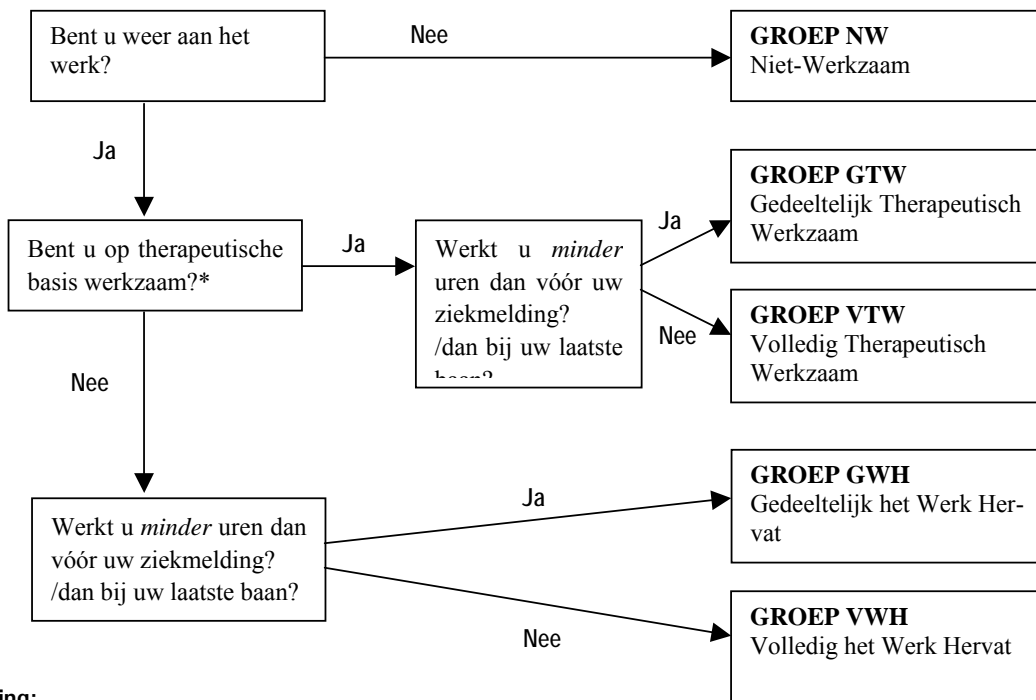 Bent u weer aan het
werk?
Nee
GROEP NW
Niet-Werkzaam
Ja
Bent u op therapeutische
basis werkzaam?*
Ja
Werkt u minder
uren dan vóór uw
ziekmelding?
/dan bij uw laatste
Ja
GROEP GTW
Gedeeltelijk Therapeutisch
Werkzaam
Nee
GROEP VTW
Volledig Therapeutisch
Werkzaam
Nee
Werkt u minder uren dan
vóór uw ziekmelding?
/dan bij uw laatste baan?
Ja
GROEP GWH
Gedeeltelijk het Werk Her-
vat
Nee
GROEP VWH
Volledig het Werk Hervat